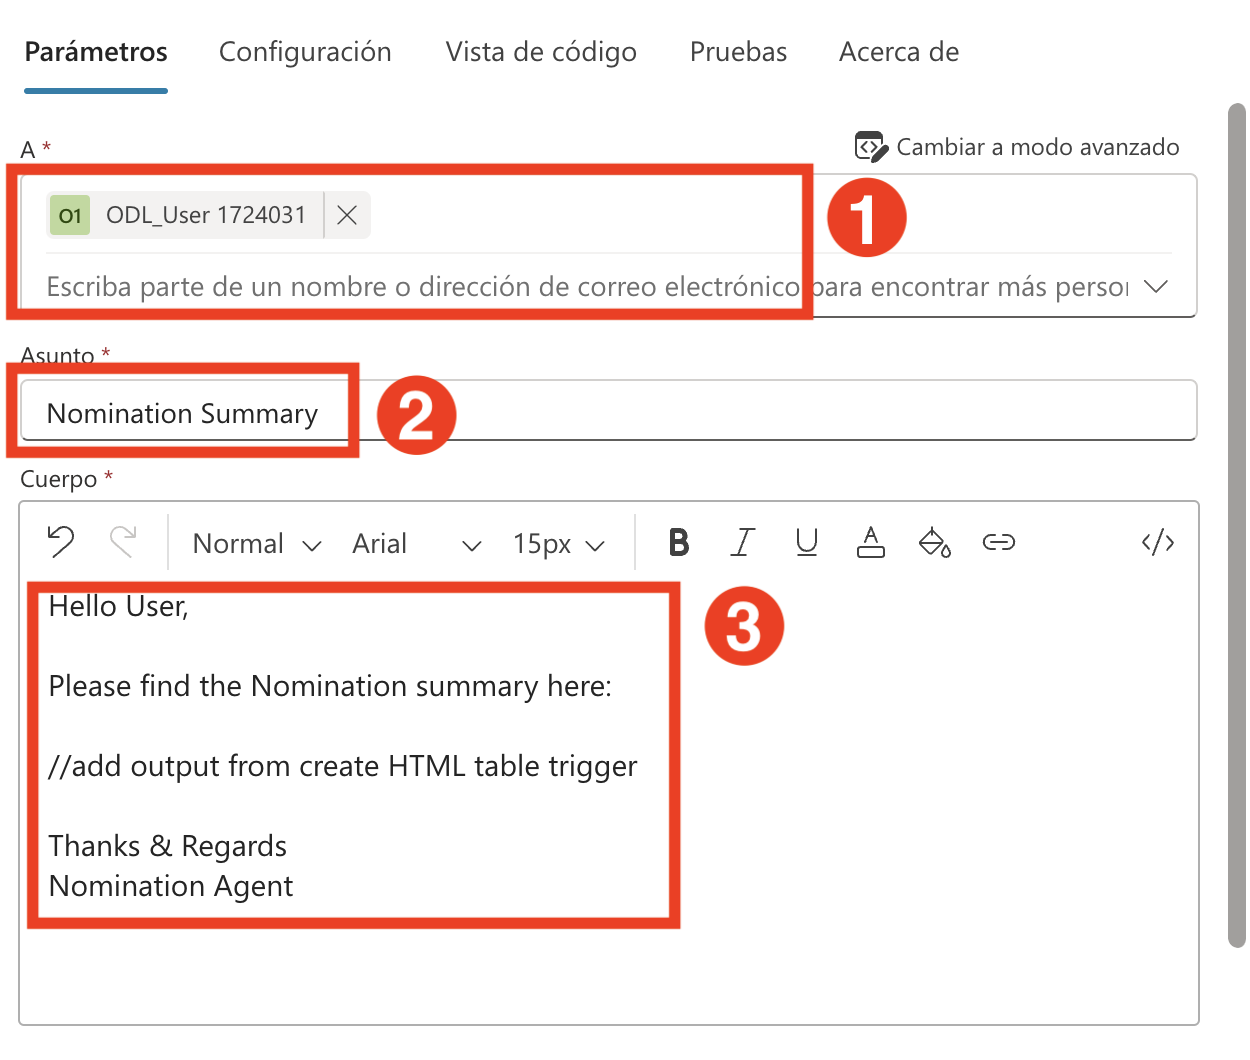 Parámetros Configuración Vista de código Pruebas Acerca de
A * Cambiar a modo avanzado
O1 ODL_User 1724031
1
Escriba parte de un nombre o dirección de correo electrónico para encontrar más person
Asunto *
Nomination Summary
2
Cuerpo *
Normal Arial 15px B I U A </>
Hello User,
3
Please find the Nomination summary here:
//add output from create HTML table trigger
Thanks & Regards
Nomination Agent